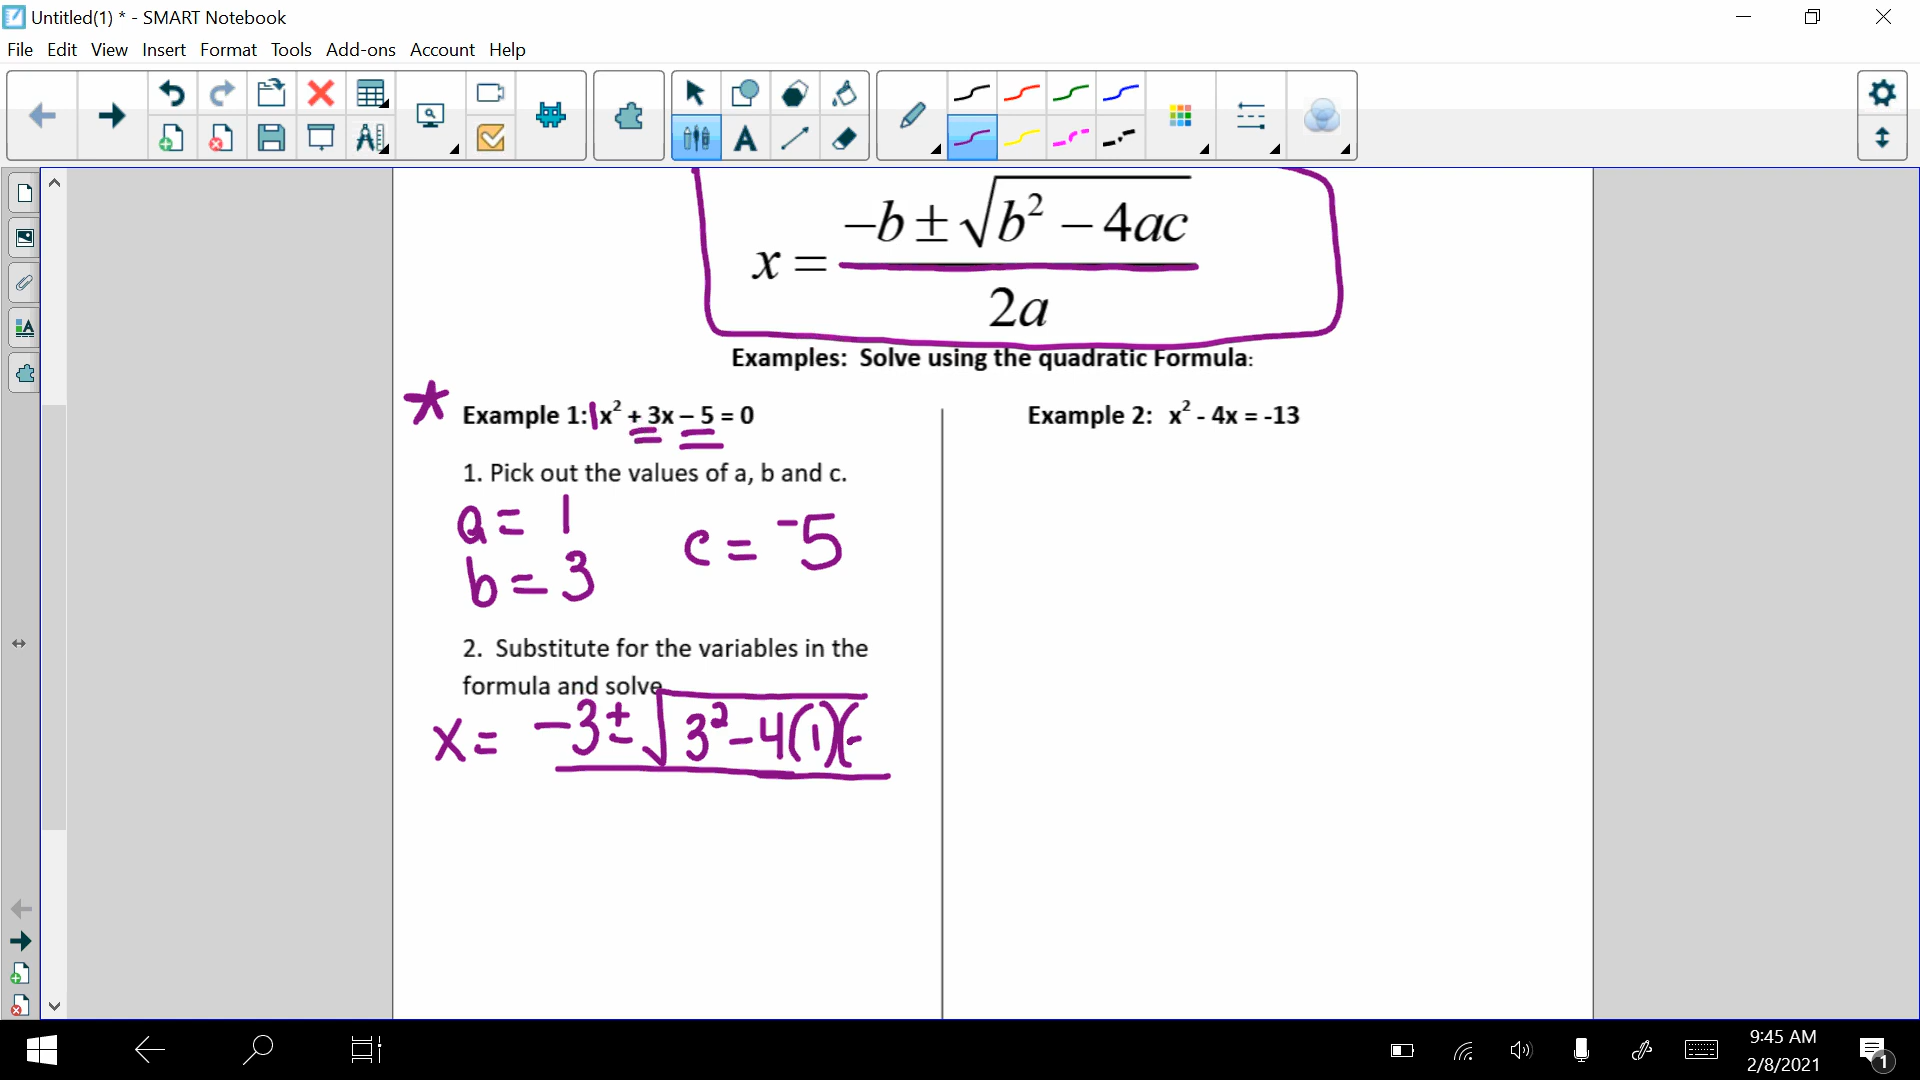 Untitled(1) * - SMART Notebook
File Edit View Insert Format Tools Add-ons Account Help
x = (-b ± √(b² - 4ac)) / 2a
Examples: Solve using the quadratic Formula:
* Example 1: 1x² + 3x – 5 = 0
1. Pick out the values of a, b and c.
a = 1
b = 3
c = -5
2. Substitute for the variables in the
formula and solve
x = -3 ± √3² - 4(1)(-
Example 2: x² - 4x = -13
9:45 AM
2/8/2021
1